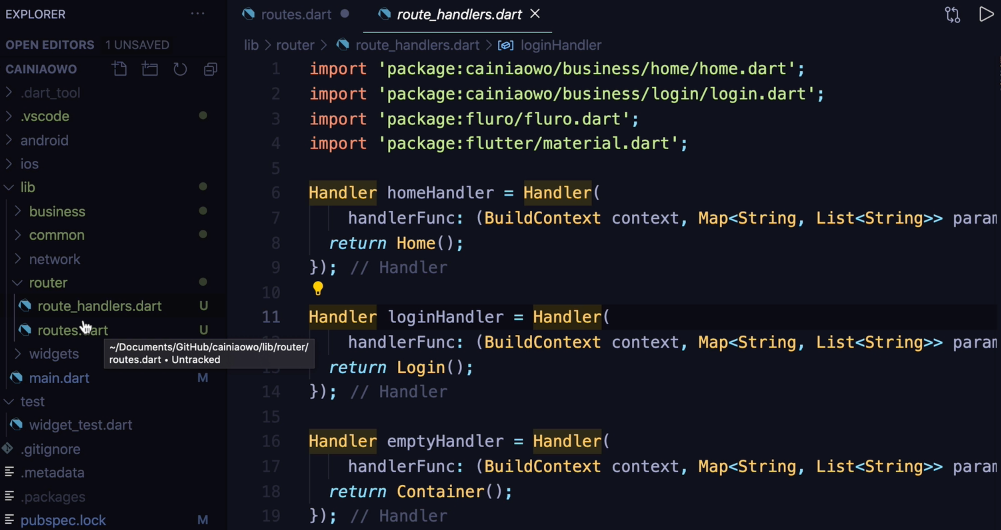 EXPLORER
OPEN EDITORS 1 UNSAVED
CAINIAOWO
.dart_tool
.vscode
android
ios
lib
business
common
network
router
route_handlers.dart U
routes.dart U
~/Documents/GitHub/cainiaowo/lib/router/
routes.dart • Untracked
widgets
main.dart M
test
widget_test.dart
.gitignore
.metadata
.packages
pubspec.lock M
routes.dart
route_handlers.dart
lib > router > route_handlers.dart > loginHandler
1 import 'package:cainiaowo/business/home/home.dart';
2 import 'package:cainiaowo/business/login/login.dart';
3 import 'package:fluro/fluro.dart';
4 import 'package:flutter/material.dart';
5
6 Handler homeHandler = Handler(
7 handlerFunc: (BuildContext context, Map<String, List<String>> param
8 return Home();
9 }); // Handler
10
11 Handler loginHandler = Handler(
handlerFunc: (BuildContext context, Map<String, List<String>> param
return Login();
14 }); // Handler
15
16 Handler emptyHandler = Handler(
17 handlerFunc: (BuildContext context, Map<String, List<String>> param
18 return Container();
19 }); // Handler